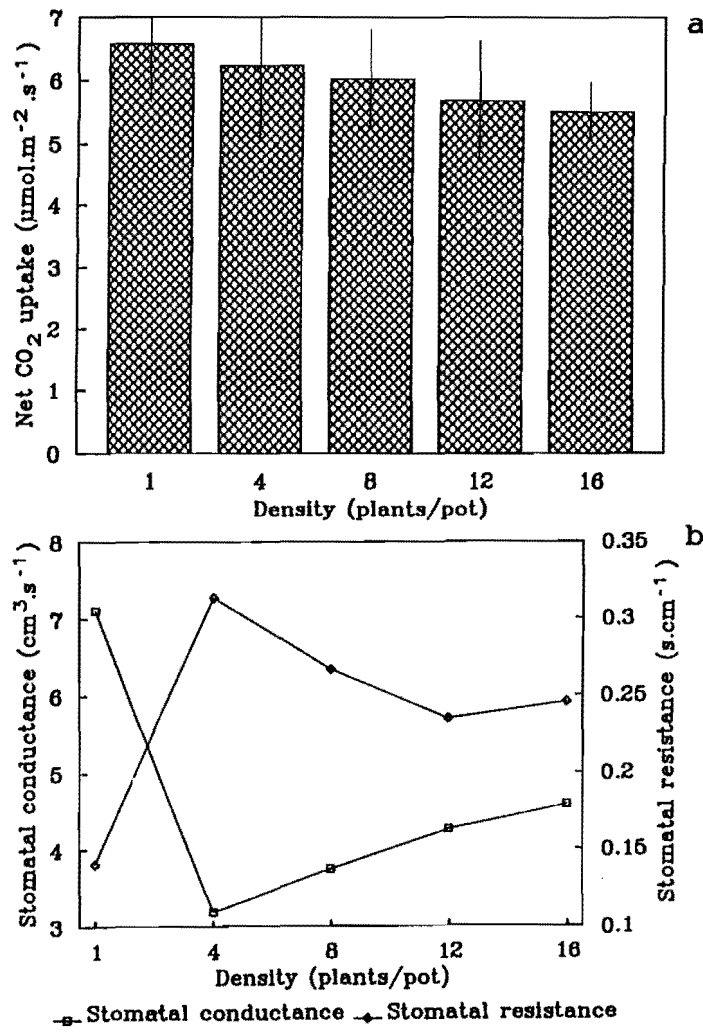 a
Net CO₂ uptake (µmol.m⁻².s⁻¹)
7
6
5
4
3
2
1
0
1 4 8 12 16
Density (plants/pot)
b
Stomatal conductance (cm³.s⁻¹)
8
7
6
5
4
3
Stomatal resistance (s.cm⁻¹)
0.35
0.3
0.25
0.2
0.15
0.1
1 4 8 12 16
Density (plants/pot)
Stomatal conductance Stomatal resistance